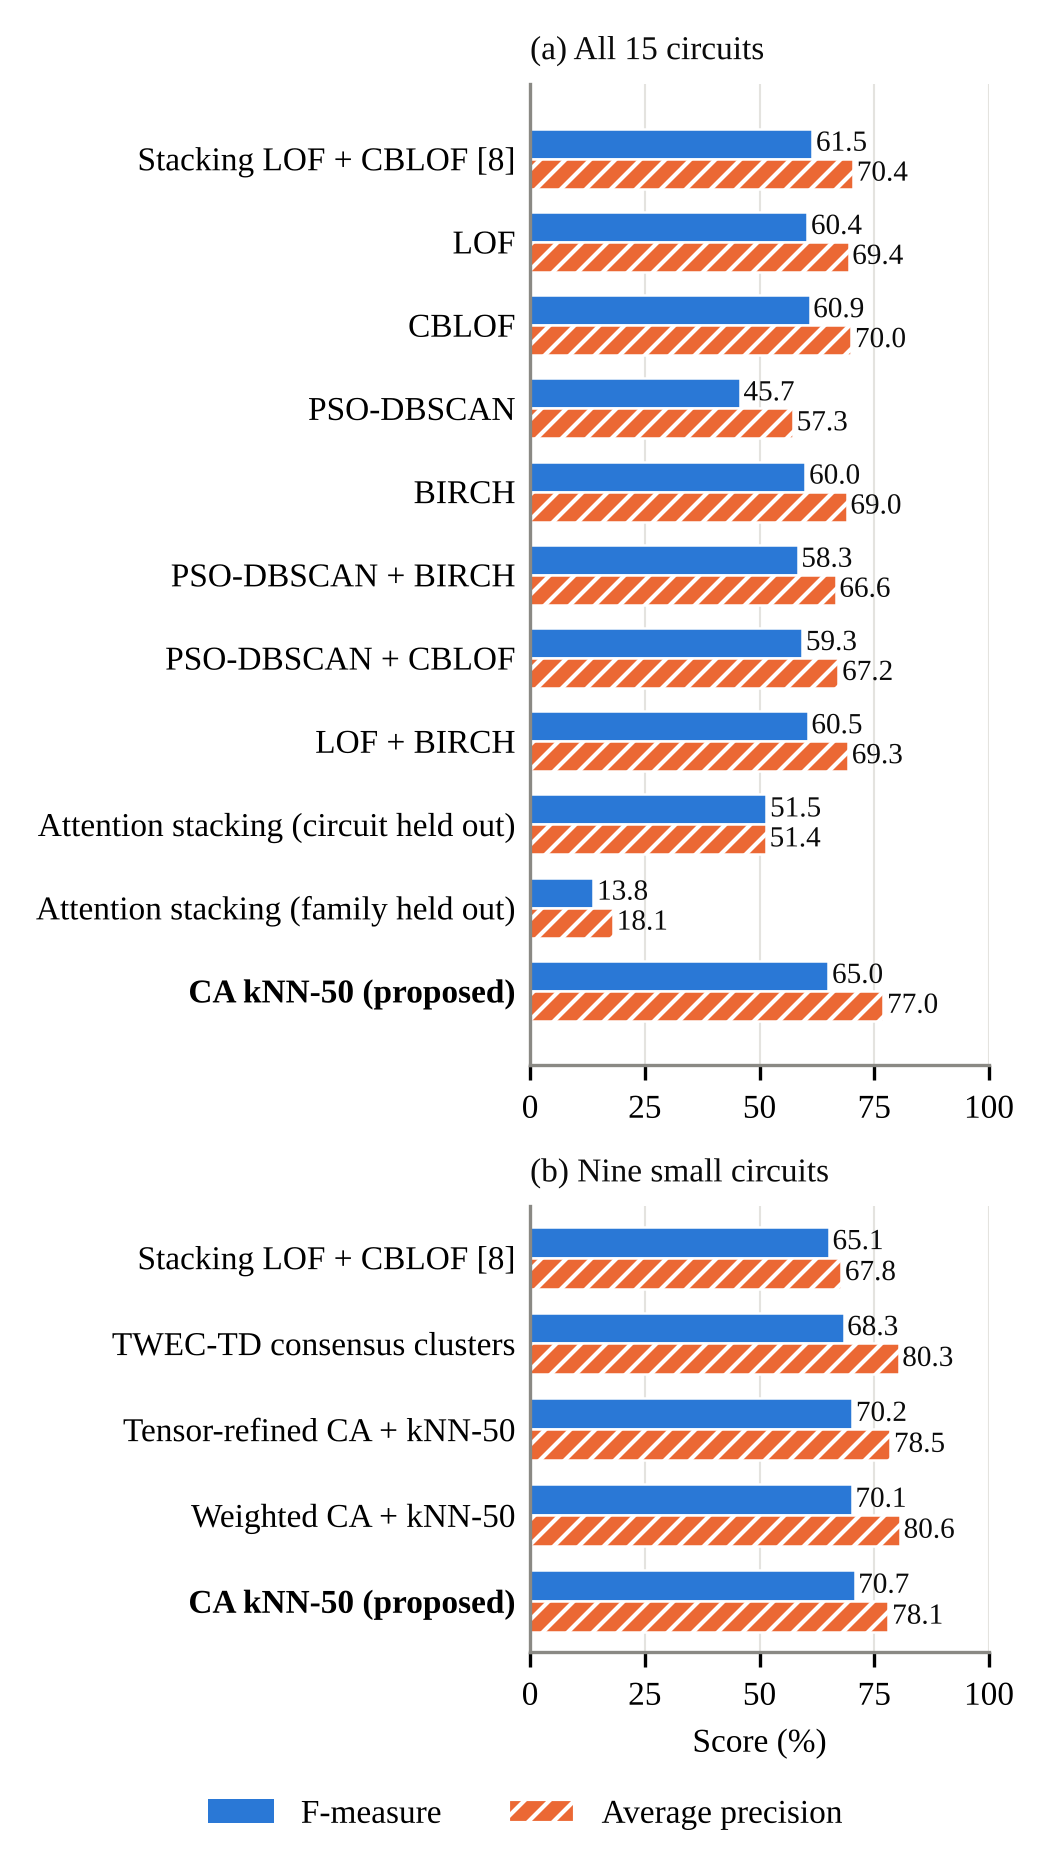 (a) All 15 circuits
Stacking LOF + CBLOF [8]
61.5
70.4
LOF
60.4
69.4
CBLOF
60.9
70.0
PSO-DBSCAN
45.7
57.3
BIRCH
60.0
69.0
PSO-DBSCAN + BIRCH
58.3
66.6
PSO-DBSCAN + CBLOF
59.3
67.2
LOF + BIRCH
60.5
69.3
Attention stacking (circuit held out)
51.5
51.4
Attention stacking (family held out)
13.8
18.1
CA kNN-50 (proposed)
65.0
77.0
0 25 50 75 100
(b) Nine small circuits
Stacking LOF + CBLOF [8]
65.1
67.8
TWEC-TD consensus clusters
68.3
80.3
Tensor-refined CA + kNN-50
70.2
78.5
Weighted CA + kNN-50
70.1
80.6
CA kNN-50 (proposed)
70.7
78.1
0 25 50 75 100
Score (%)
F-measure Average precision